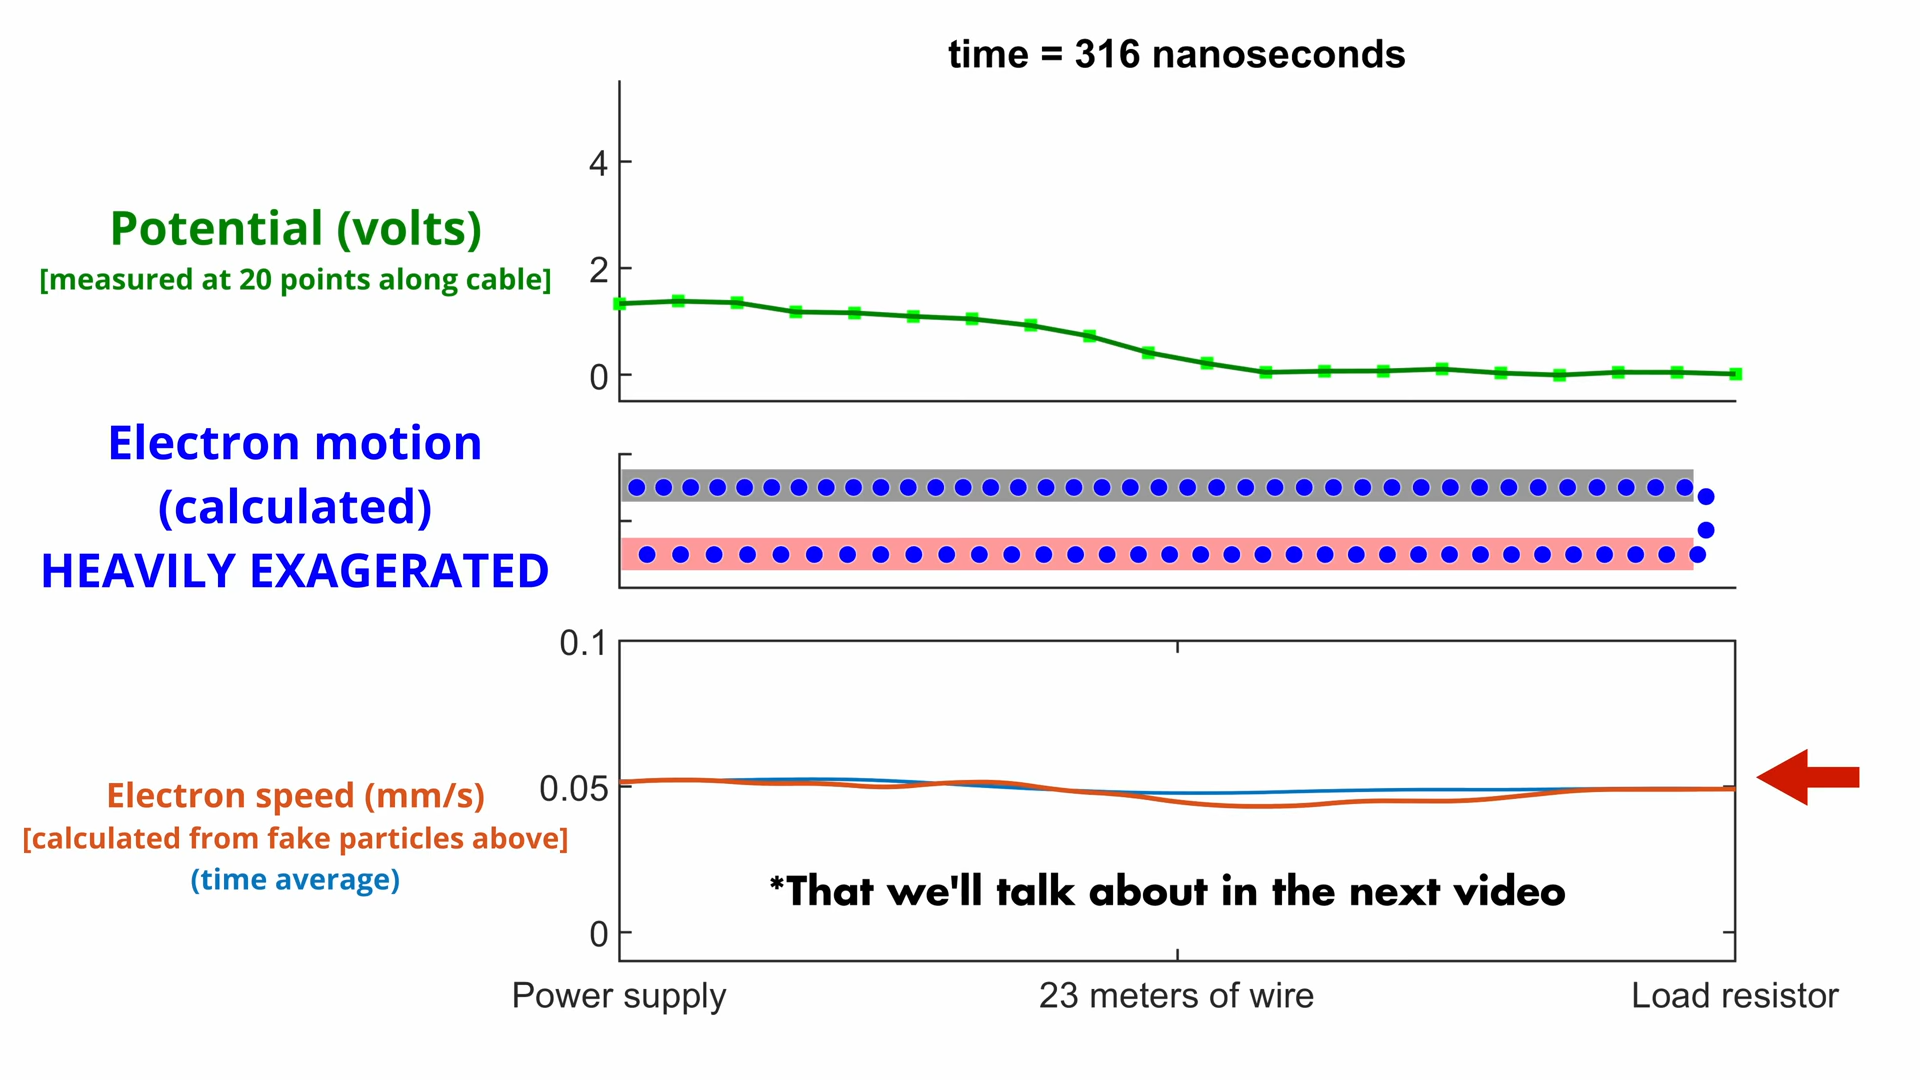 time = 316 nanoseconds
4
2
0
Potential (volts)
[measured at 20 points along cable]
Electron motion
(calculated)
HEAVILY EXAGERATED
0.1
0.05
0
Electron speed (mm/s)
[calculated from fake particles above]
(time average)
*That we'll talk about in the next video
Power supply
23 meters of wire
Load resistor